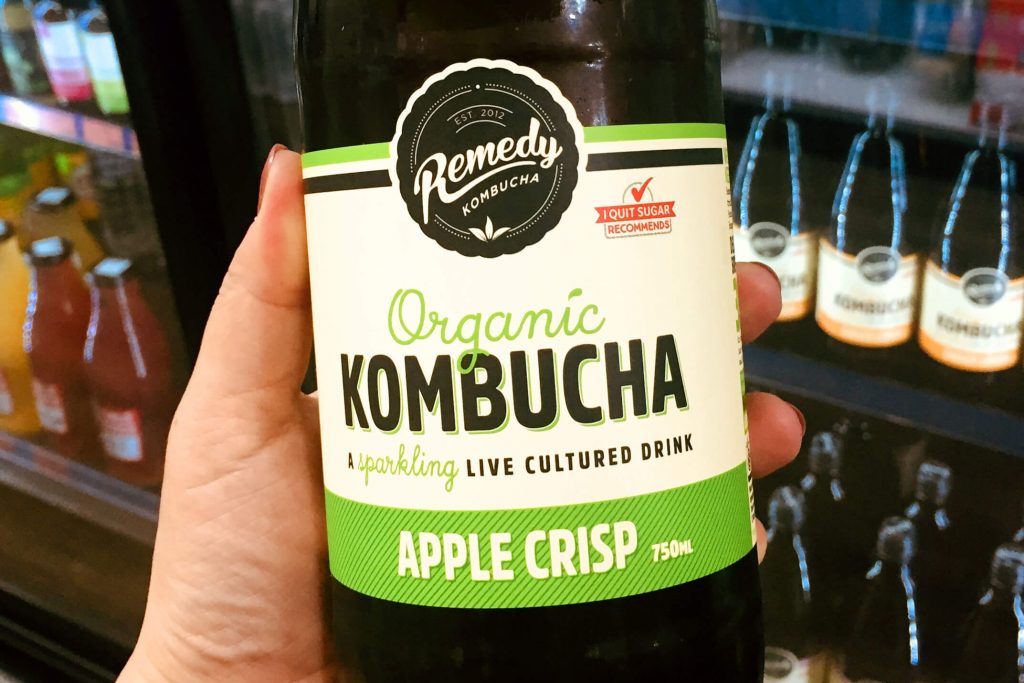 EST. 2012
Remedy
KOMBUCHA
I QUIT SUGAR
RECOMMENDS
Organic
KOMBUCHA
A sparkling LIVE CULTURED DRINK
APPLE CRISP 750ML
KOMBUCHA
KOMBUCHA